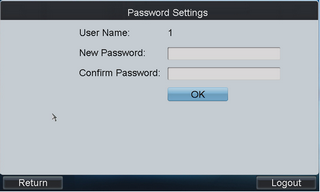 Password Settings
User Name: 1
New Password:
Confirm Password:
OK
Return Logout